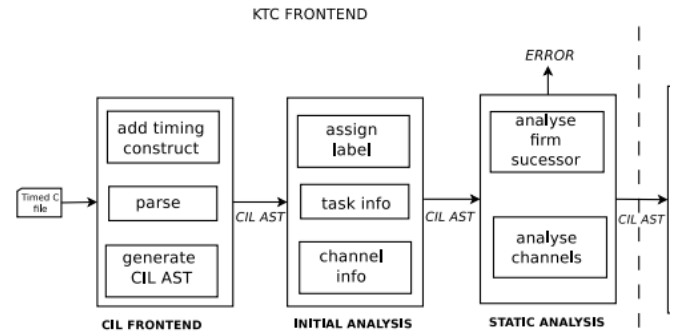 KTC FRONTEND
ERROR
add timing
construct
parse
generate
CIL AST
assign
label
task info
channel
info
analyse
firm
sucessor
analyse
channels
Timed C
file
CIL AST
CIL AST
CIL AST
CIL FRONTEND
INITIAL ANALYSIS
STATIC ANALYSIS